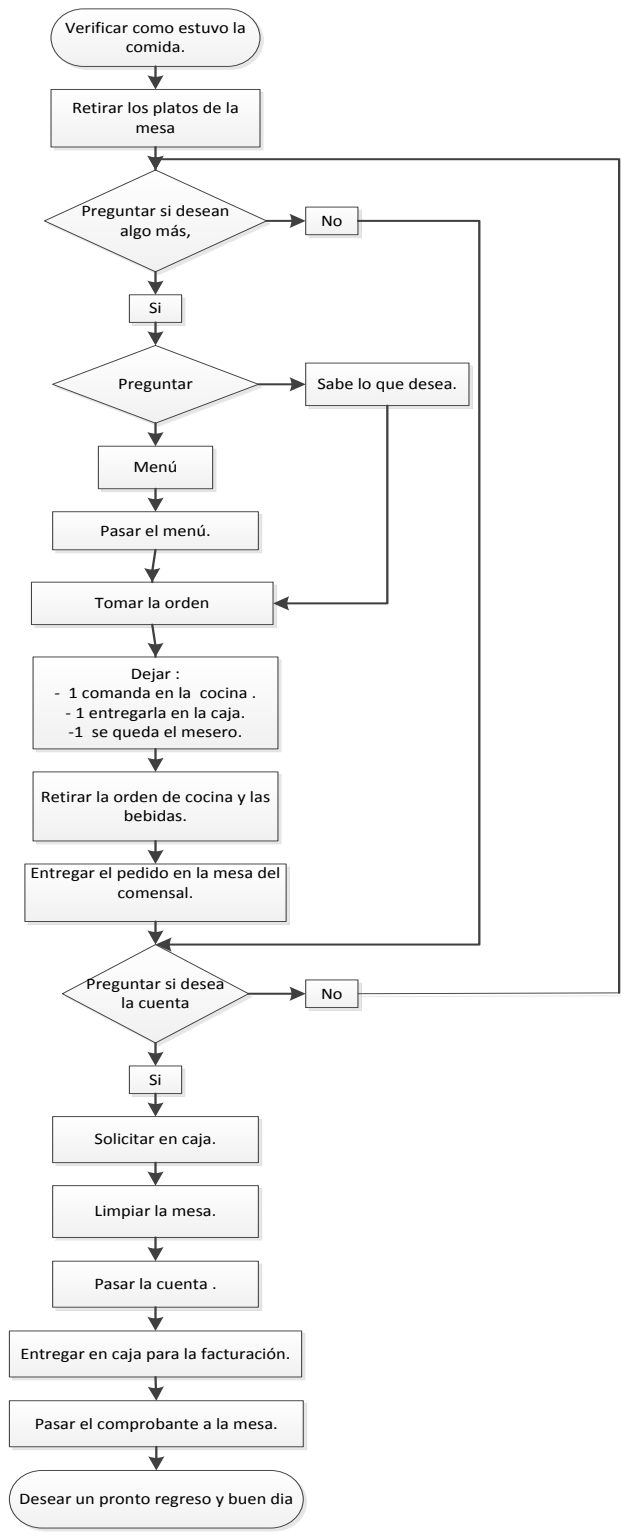 Verificar como estuvo la
comida.
Retirar los platos de la
mesa
Preguntar si desean
algo más,
No
Si
Preguntar
Sabe lo que desea.
Menú
Pasar el menú.
Tomar la orden
Dejar :
- 1 comanda en la cocina .
- 1 entregarla en la caja.
-1 se queda el mesero.
Retirar la orden de cocina y las
bebidas.
Entregar el pedido en la mesa del
comensal.
Preguntar si desea
la cuenta
No
Si
Solicitar en caja.
Limpiar la mesa.
Pasar la cuenta .
Entregar en caja para la facturación.
Pasar el comprobante a la mesa.
Desear un pronto regreso y buen dia